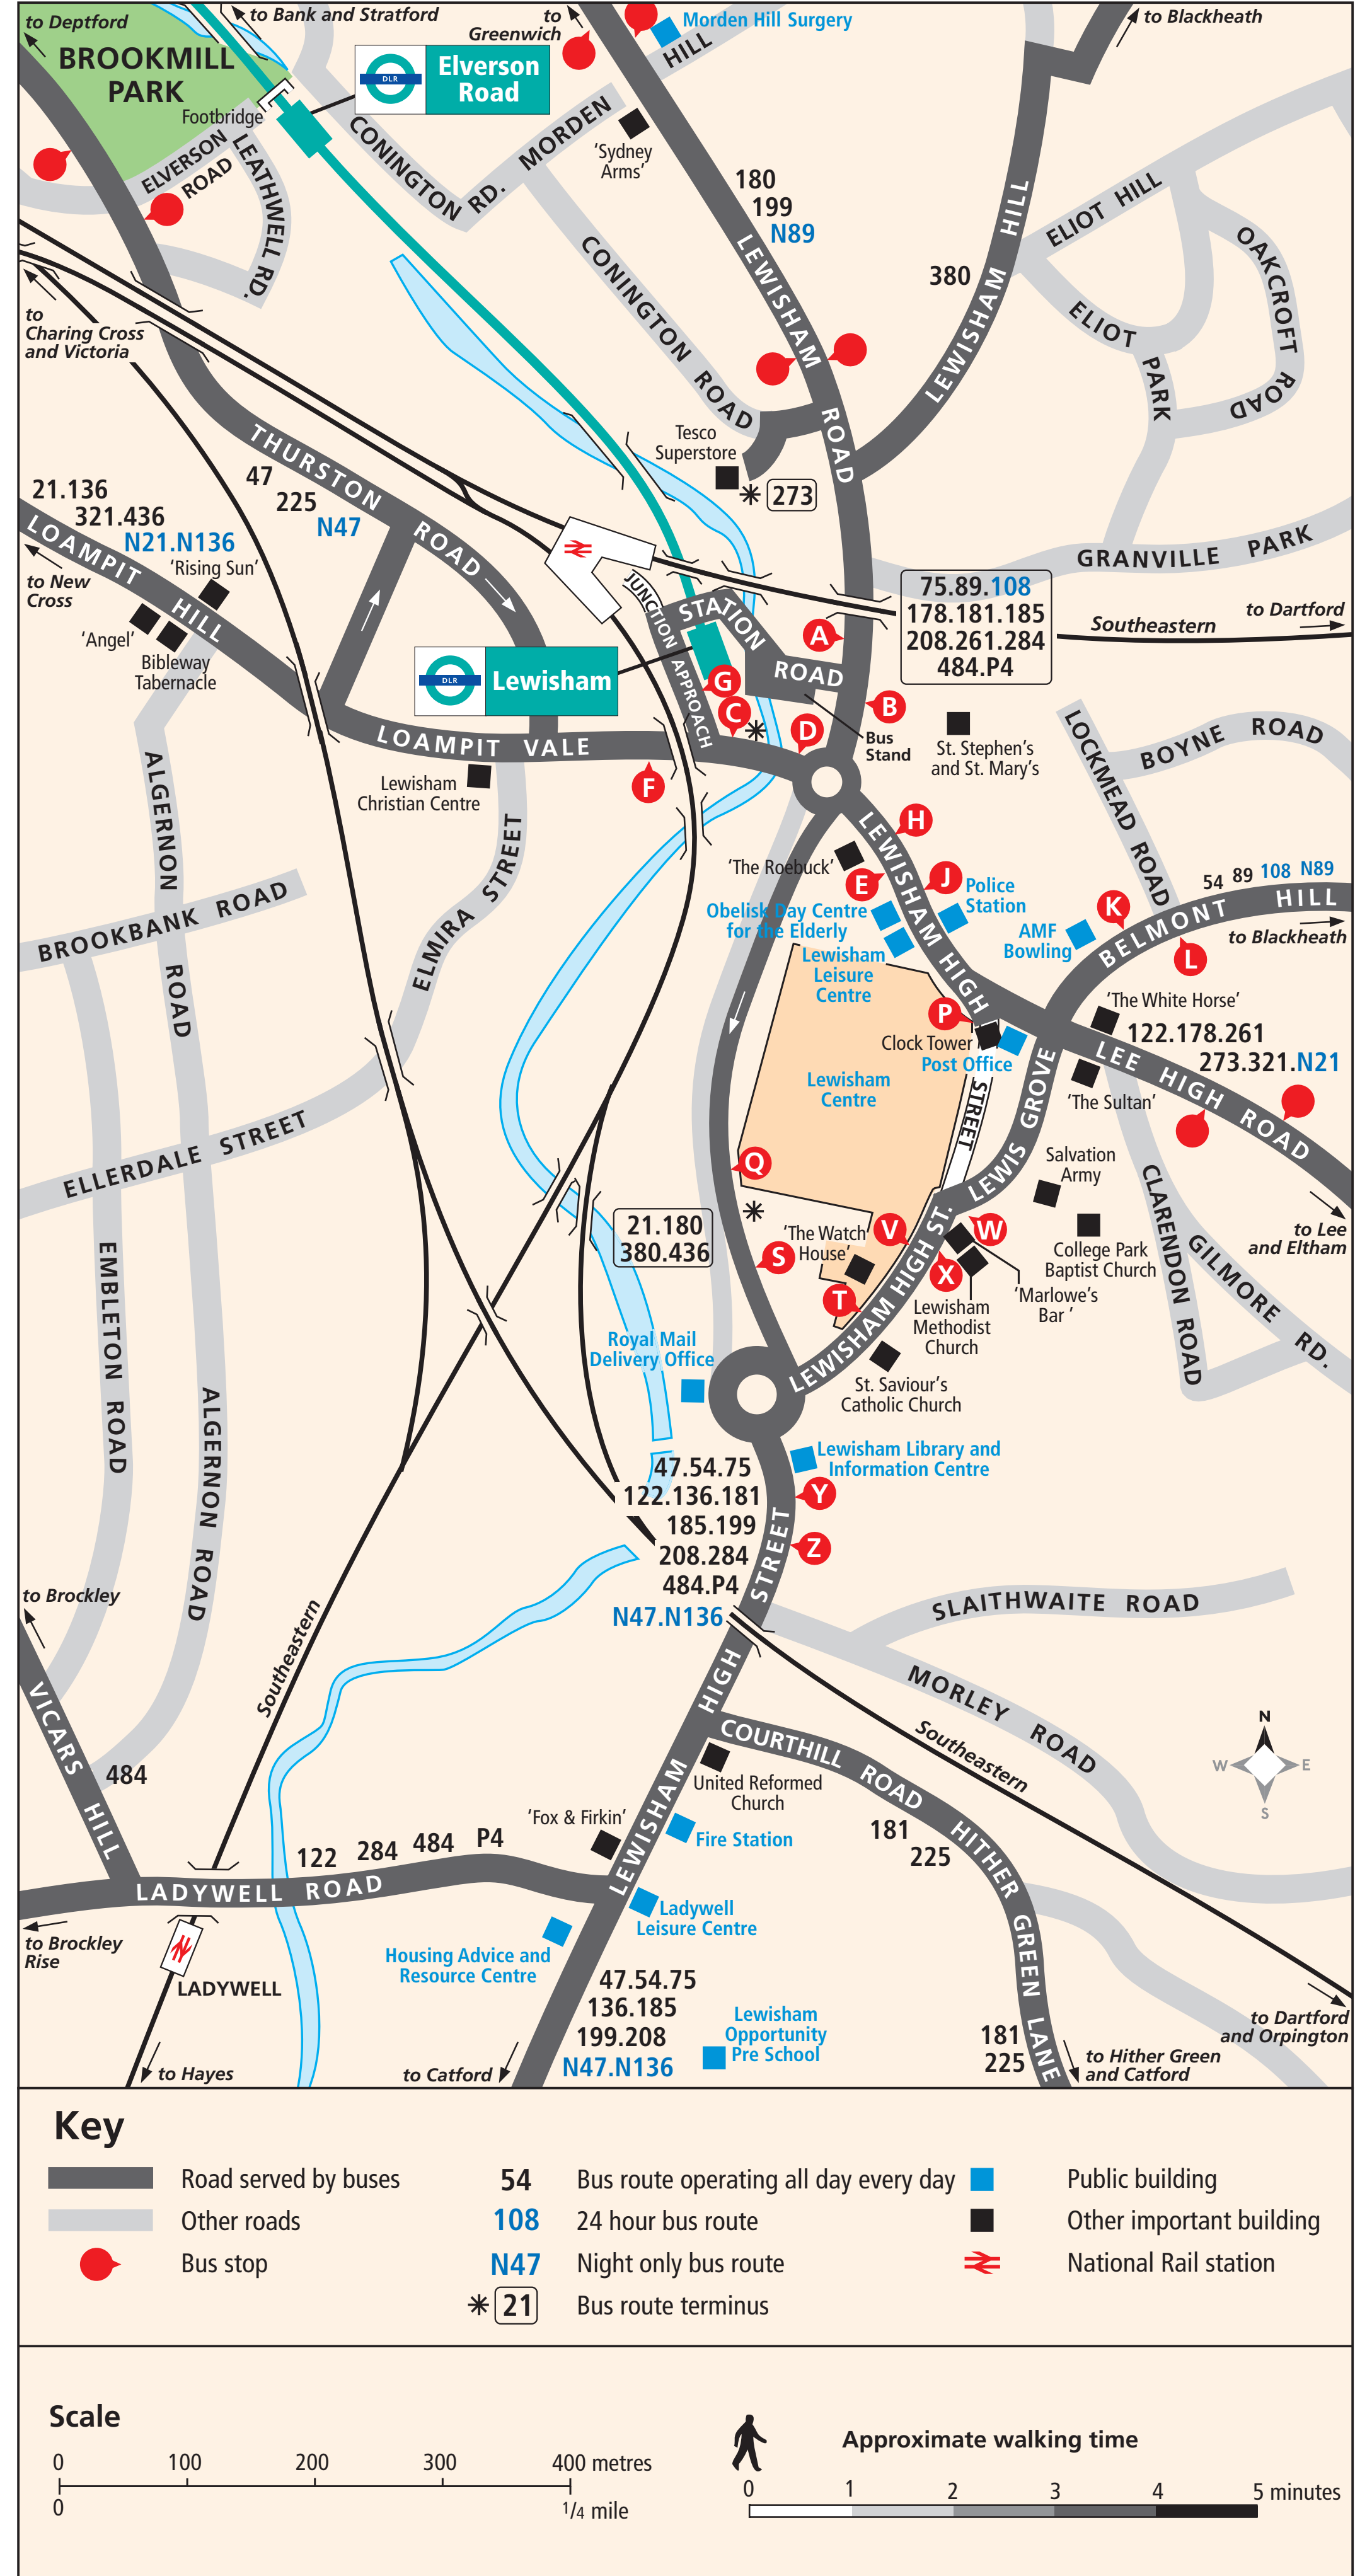 to Deptford
to Bank and Stratford
to
Greenwich
Morden Hill Surgery
to Blackheath
BROOKMILL
PARK
Footbridge
DLR
Elverson
Road
HILL
MORDEN
CONINGTON RD.
'Sydney
Arms'
ELVERSON
ROAD
LEATHWELL RD.
180
199
N89
LEWISHAM ROAD
CONINGTON ROAD
380
LEWISHAM HILL
ELIOT HILL
ELIOT PARK
OAKCROFT ROAD
to
Charing Cross
and Victoria
Tesco
Superstore
273
THURSTON ROAD
47
225
N47
21.136
321.436
N21.N136
LOAMPIT HILL
'Rising Sun'
to New
Cross
'Angel'
Bibleway
Tabernacle
GRANVILLE PARK
75.89.108
178.181.185
208.261.284
484.P4
to Dartford
Southeastern
JUNCTION APPROACH
STATION ROAD
A
DLR
Lewisham
G
C
D
B
Bus
Stand
St. Stephen's
and St. Mary's
LOCKMEAD ROAD
BOYNE ROAD
LOAMPIT VALE
Lewisham
Christian Centre
F
ALGERNON ROAD
ELMIRA STREET
BROOKBANK ROAD
H
'The Roebuck'
E
J
Police
Station
LEWISHAM HIGH STREET
Obelisk Day Centre
for the Elderly
Lewisham
Leisure
Centre
AMF
Bowling
K
54 89 108 N89
BELMONT HILL
to Blackheath
L
P
Clock Tower
Post Office
'The White Horse'
122.178.261
273.321.N21
LEE HIGH ROAD
'The Sultan'
Lewisham
Centre
LEWIS GROVE
Salvation
Army
ELLERDALE STREET
Q
College Park
Baptist Church
CLARENDON ROAD
GILMORE RD.
to Lee
and Eltham
21.180
380.436
'The Watch
House'
V
W
S
X
T
LEWISHAM HIGH ST.
Lewisham
Methodist
Church
'Marlowe's
Bar '
EMBLETON ROAD
ALGERNON ROAD
Royal Mail
Delivery Office
St. Saviour's
Catholic Church
Lewisham Library and
Information Centre
47.54.75
122.136.181
185.199
208.284
484.P4
N47.N136
Y
Z
LEWISHAM HIGH STREET
SLAITHWAITE ROAD
MORLEY ROAD
to Brockley
Southeastern
VICARS HILL
484
COURTHILL ROAD
Southeastern
N
W
E
S
United Reformed
Church
'Fox & Firkin'
Fire Station
181
225
HITHER GREEN LANE
122 284 484 P4
LADYWELL ROAD
to Brockley
Rise
LADYWELL
Ladywell
Leisure Centre
Housing Advice and
Resource Centre
47.54.75
136.185
199.208
N47.N136
Lewisham
Opportunity
Pre School
181
225
to Dartford
and Orpington
to Hither Green
and Catford
to Hayes
to Catford
Key
Road served by buses
Other roads
Bus stop
54 Bus route operating all day every day
108 24 hour bus route
N47 Night only bus route
21 Bus route terminus
Public building
Other important building
National Rail station
Scale
0 100 200 300 400 metres
0 1/4 mile
Approximate walking time
0 1 2 3 4 5 minutes